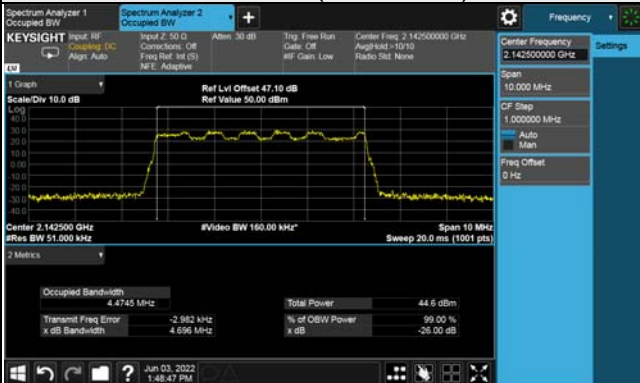 Spectrum Analyzer 1
Occupied BW
Spectrum Analyzer 2
Occupied BW
+
Frequency
KEYSIGHT
Input: RF
Coupling: DC
Align: Auto
Input Z: 50 Ω
Corrections: Off
Freq Ref: Int (S)
NFE: Adaptive
Atten: 30 dB
Trig: Free Run
Gate: Off
#IF Gain: Low
Center Freq: 2.142500000 GHz
Avg|Hold:>10/10
Radio Std: None
Center Frequency
2.142500000 GHz
Settings
Span
10.000 MHz
CF Step
1.000000 MHz
Auto
Man
Freq Offset
0 Hz
1 Graph
Scale/Div 10.0 dB
Ref Lvl Offset 47.10 dB
Ref Value 50.00 dBm
Log
40.0
30.0
20.0
10.0
0.00
-10.0
-20.0
-30.0
-40.0
Center 2.142500 GHz
#Res BW 51.000 kHz
#Video BW 160.00 kHz*
Span 10 MHz
Sweep 20.0 ms (1001 pts)
2 Metrics
Occupied Bandwidth
4.4745 MHz
Total Power 44.6 dBm
Transmit Freq Error -2.982 kHz
% of OBW Power 99.00 %
x dB Bandwidth 4.696 MHz
x dB -26.00 dB
?
Jun 03, 2022
1:48:47 PM